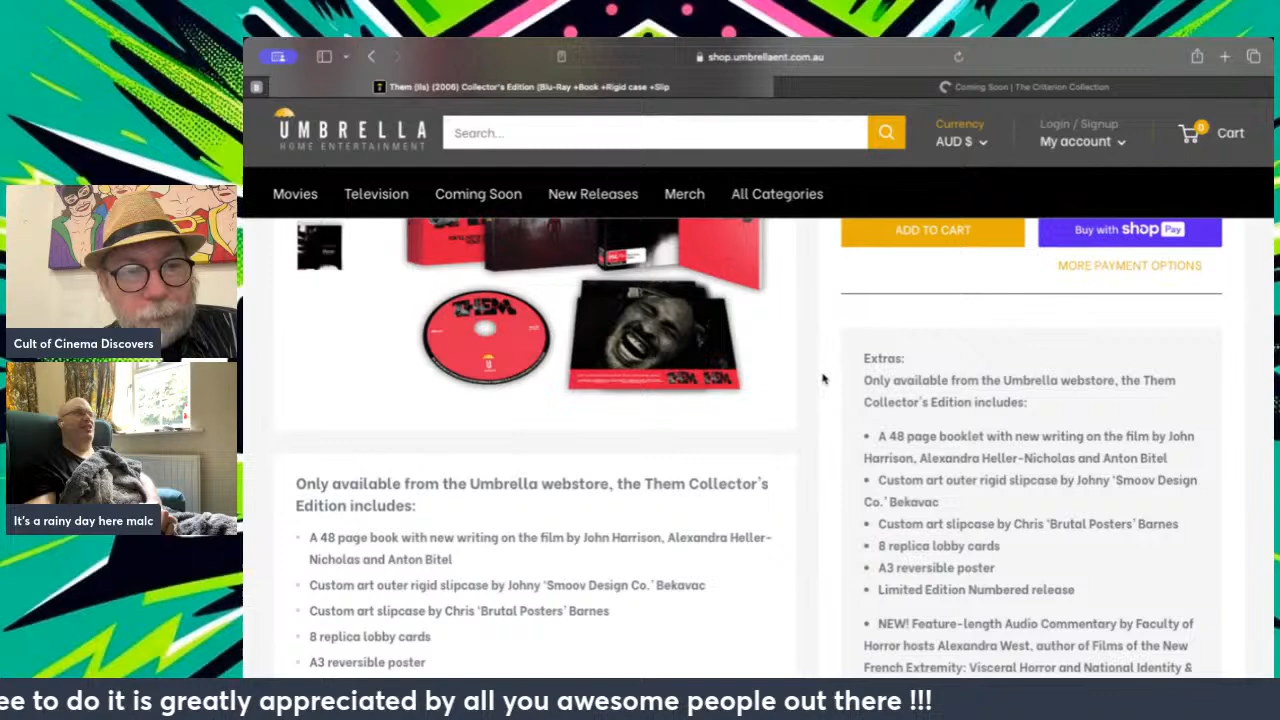 shop.umbrellaent.com.au
Them (Ils) (2006) Collector's Edition (Blu-Ray +Book +Rigid case +Slip
Coming Soon | The Criterion Collection
UMBRELLA
HOME ENTERTAINMENT
Search...
Currency
AUD $
Login / Signup
My account
0
Cart
Movies
Television
Coming Soon
New Releases
Merch
All Categories
ADD TO CART
Buy with shop Pay
MORE PAYMENT OPTIONS
THEM
Extras:
Only available from the Umbrella webstore, the Them
Collector's Edition includes:
• A 48 page booklet with new writing on the film by John
Harrison, Alexandra Heller-Nicholas and Anton Bitel
• Custom art outer rigid slipcase by Johny 'Smoov Design
Co.' Bekavac
• Custom art slipcase by Chris 'Brutal Posters' Barnes
• 8 replica lobby cards
• A3 reversible poster
• Limited Edition Numbered release
• NEW! Feature-length Audio Commentary by Faculty of
Horror hosts Alexandra West, author of Films of the New
French Extremity: Visceral Horror and National Identity &
Only available from the Umbrella webstore, the Them Collector's
Edition includes:
• A 48 page book with new writing on the film by John Harrison, Alexandra Heller-
Nicholas and Anton Bitel
• Custom art outer rigid slipcase by Johny 'Smoov Design Co.' Bekavac
• Custom art slipcase by Chris 'Brutal Posters' Barnes
• 8 replica lobby cards
• A3 reversible poster
Cult of Cinema Discovers
It's a rainy day here malc
ee to do it is greatly appreciated by all you awesome people out there !!!